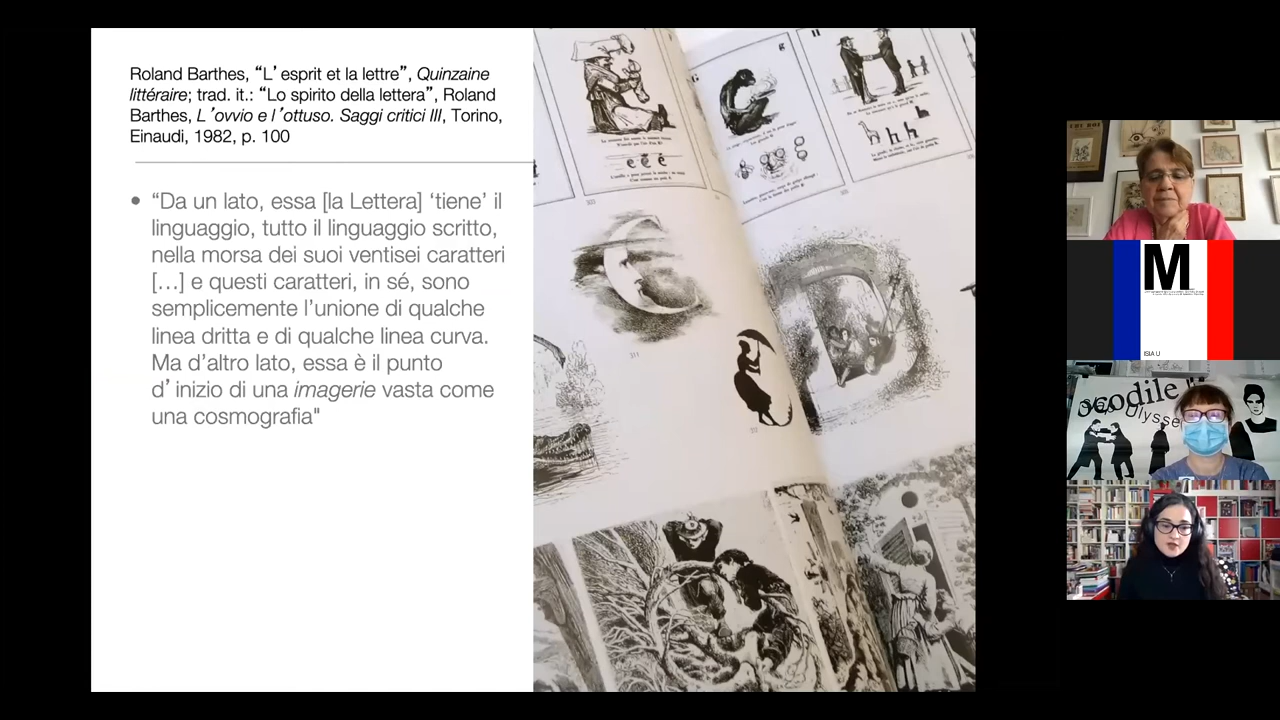 Roland Barthes, “L’ esprit et la lettre”, Quinzaine
littéraire; trad. it.: “Lo spirito della lettera”, Roland
Barthes, L’ovvio e l’ottuso. Saggi critici III, Torino,
Einaudi, 1982, p. 100
• “Da un lato, essa [la Lettera] ‘tiene’ il
linguaggio, tutto il linguaggio scritto,
nella morsa dei suoi ventisei caratteri
[…] e questi caratteri, in sé, sono
semplicemente l’unione di qualche
linea dritta e di qualche linea curva.
Ma d’altro lato, essa è il punto
d’ inizio di una imagerie vasta come
una cosmografia"
311
M
ISIA U
ocodile
Ulysse